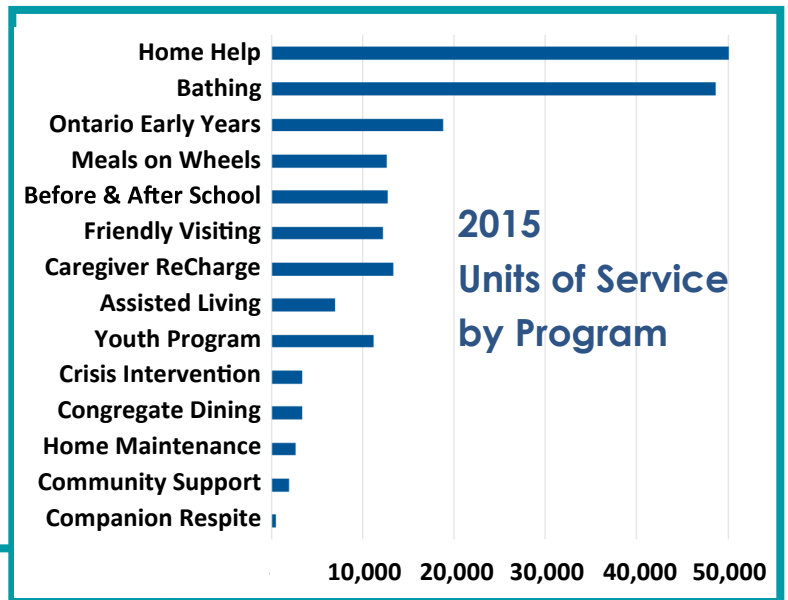 Home Help
Bathing
Ontario Early Years
Meals on Wheels
Before & After School
Friendly Visiting
Caregiver ReCharge
Assisted Living
Youth Program
Crisis Intervention
Congregate Dining
Home Maintenance
Community Support
Companion Respite
2015
Units of Service
by Program
10,000 20,000 30,000 40,000 50,000